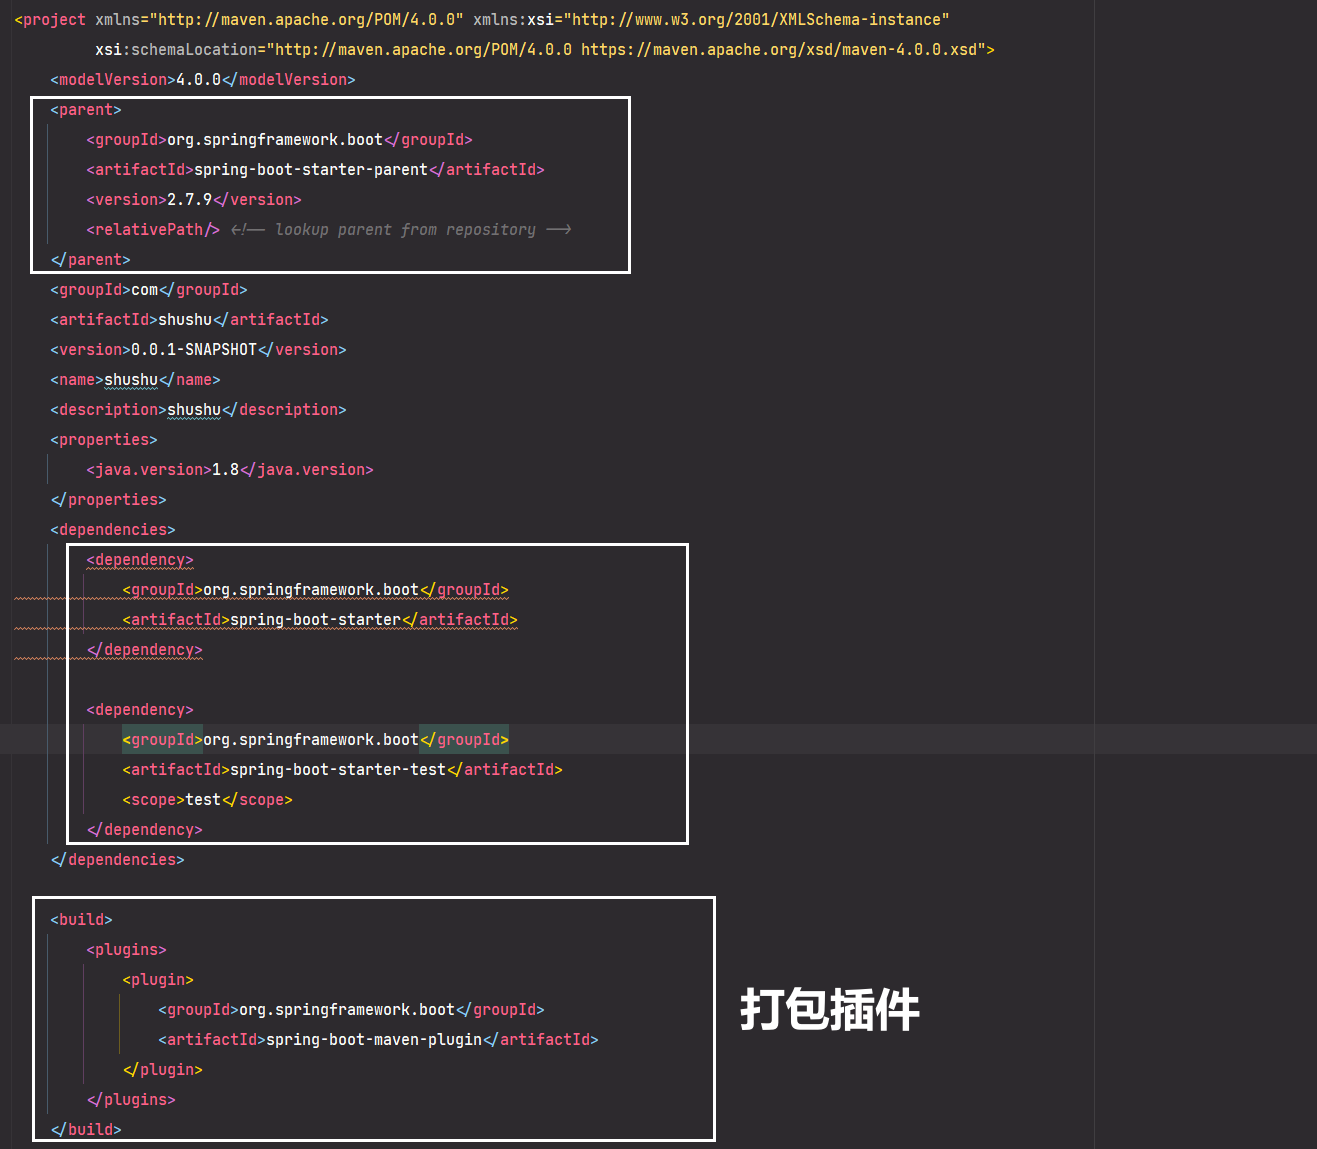 <project xmlns="http://maven.apache.org/POM/4.0.0" xmlns:xsi="http://www.w3.org/2001/XMLSchema-instance"
xsi:schemaLocation="http://maven.apache.org/POM/4.0.0 https://maven.apache.org/xsd/maven-4.0.0.xsd">
<modelVersion>4.0.0</modelVersion>
<parent>
<groupId>org.springframework.boot</groupId>
<artifactId>spring-boot-starter-parent</artifactId>
<version>2.7.9</version>
<relativePath/> <!-- lookup parent from repository -->
</parent>
<groupId>com</groupId>
<artifactId>shushu</artifactId>
<version>0.0.1-SNAPSHOT</version>
<name>shushu</name>
<description>shushu</description>
<properties>
<java.version>1.8</java.version>
</properties>
<dependencies>
<dependency>
<groupId>org.springframework.boot</groupId>
<artifactId>spring-boot-starter</artifactId>
</dependency>
<dependency>
<groupId>org.springframework.boot</groupId>
<artifactId>spring-boot-starter-test</artifactId>
<scope>test</scope>
</dependency>
</dependencies>
<build>
<plugins>
<plugin>
<groupId>org.springframework.boot</groupId>
<artifactId>spring-boot-maven-plugin</artifactId>
</plugin>
</plugins>
</build>
打包插件